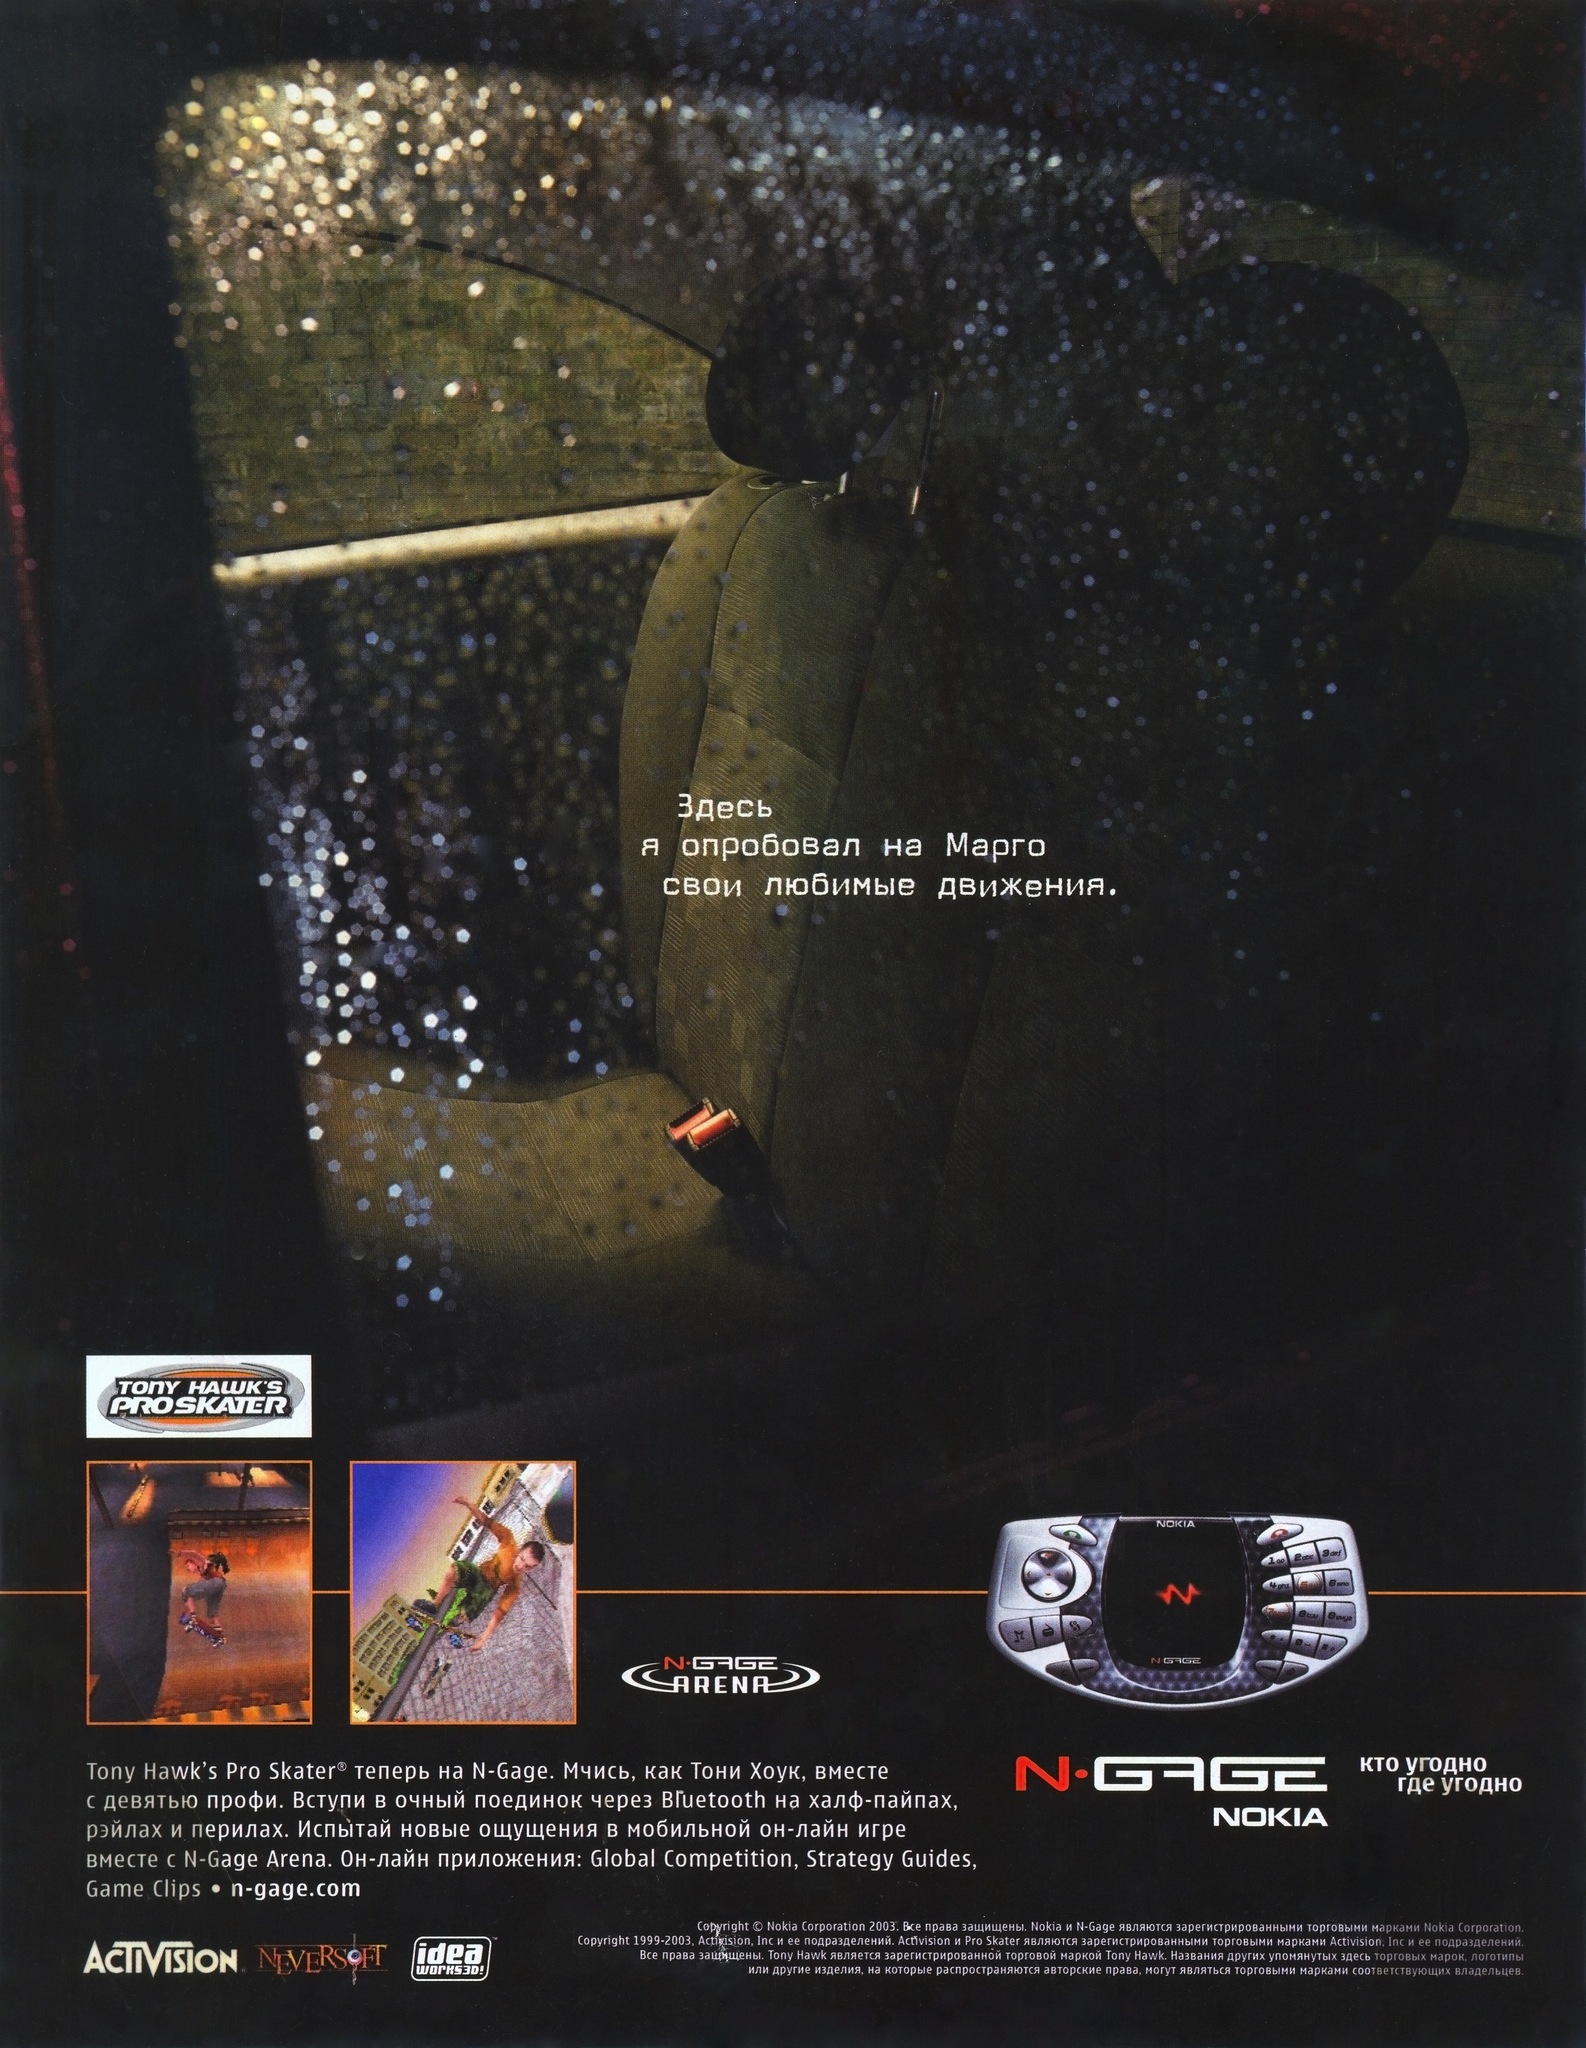 Здесь
я опробовал на Марго
свои любимые движения.
TONY HAWK'S
PRO SKATER
NOKIA
N-GAGE
N-GAGE
ARENA
Tony Hawk's Pro Skater® теперь на N-Gage. Мчись, как Тони Хоук, вместе
с девятью профи. Вступи в очный поединок через Bluetooth на халф-пайпах,
рэйлах и перилах. Испытай новые ощущения в мобильной он-лайн игре
вместе с N-Gage Arena. Он-лайн приложения: Global Competition, Strategy Guides,
Game Clips • n-gage.com
N·GAGE
NOKIA
кто угодно
где угодно
ACTIVISION
NEVERSOFT
idea
WORKS3D!™
Copyright © Nokia Corporation 2003. Все права защищены. Nokia и N-Gage являются зарегистрированными торговыми марками Nokia Corporation.
Copyright 1999-2003, Activision, Inc и ее подразделений. Activision и Pro Skater являются зарегистрированными торговыми марками Activision, Inc и ее подразделений.
Все права защищены. Tony Hawk является зарегистрированной торговой маркой Tony Hawk. Названия других упомянутых здесь торговых марок, логотипы
или другие изделия, на которые распространяются авторские права, могут являться торговыми марками соответствующих владельцев.